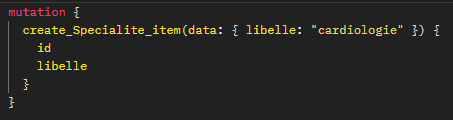 mutation {
  create_Specialite_item(data: { libelle: "cardiologie" }) {
    id
    libelle
  }
}